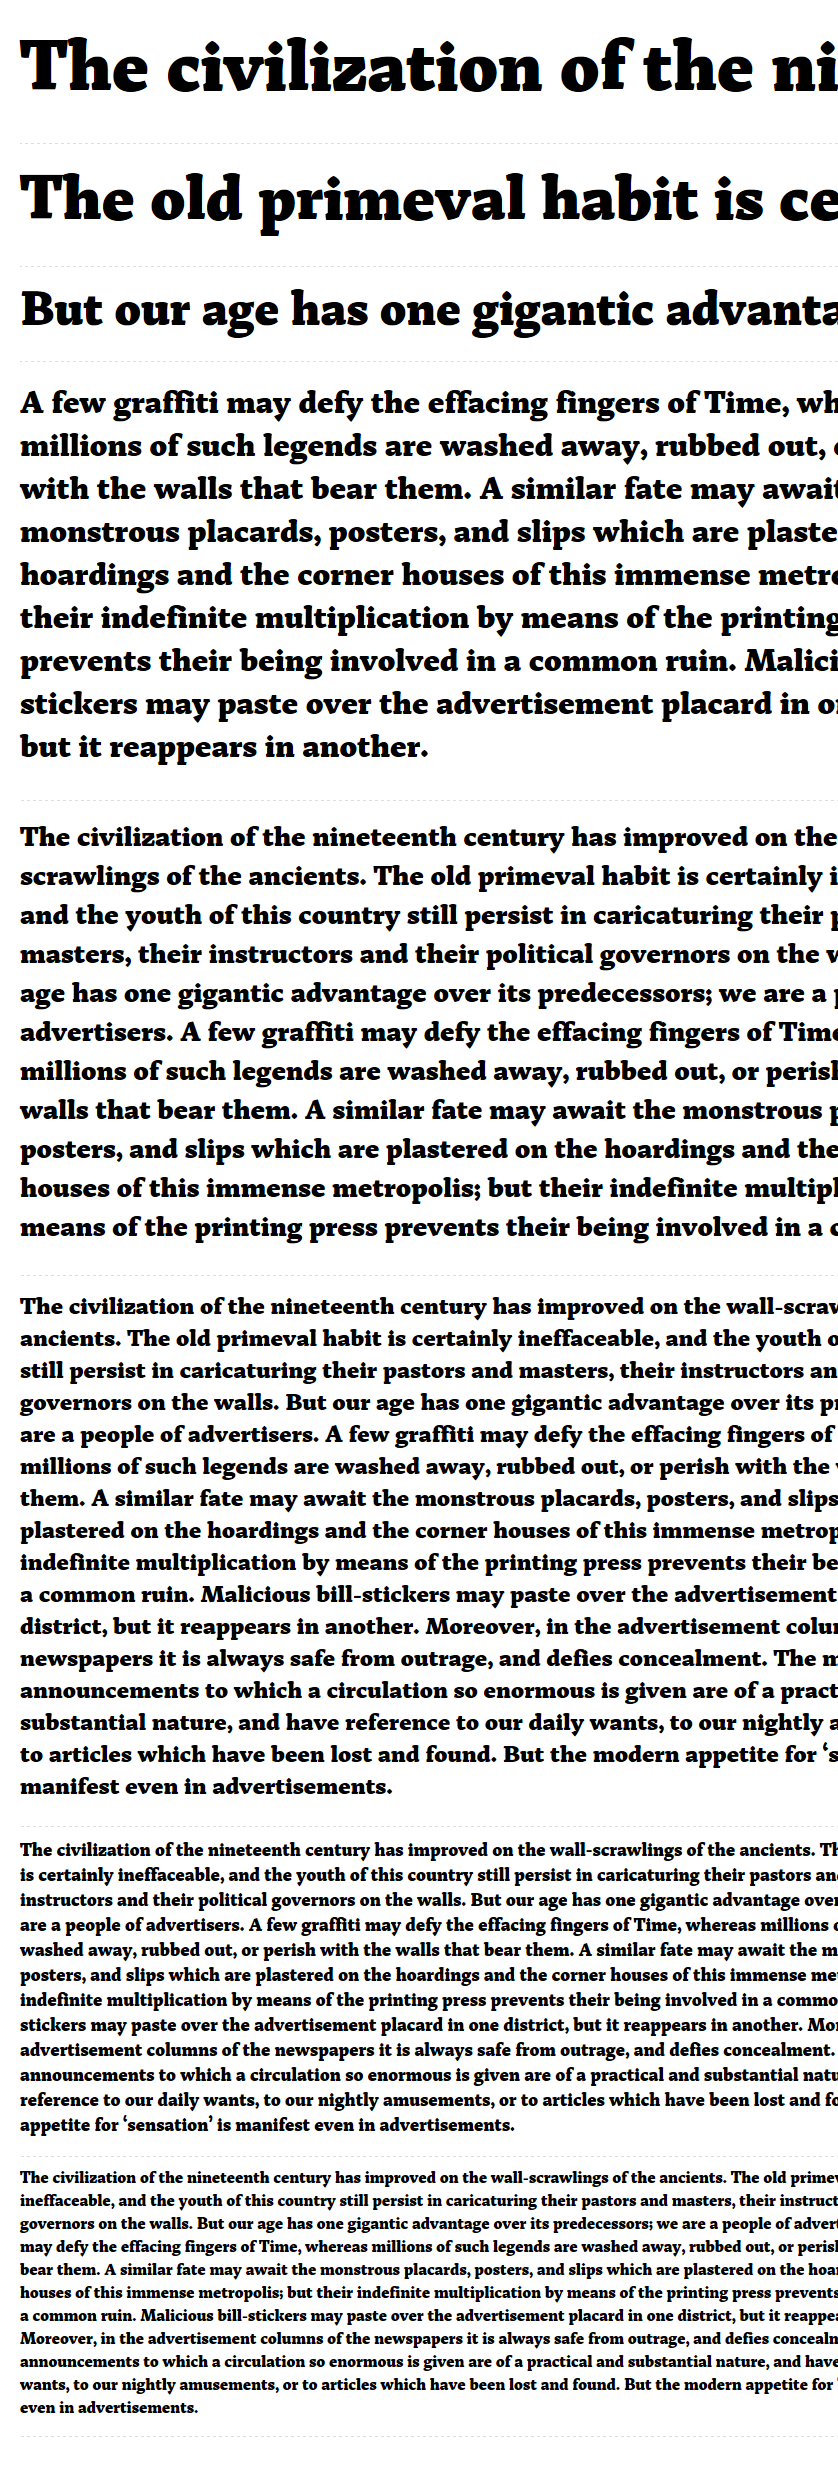 The civilization of the ni
The old primeval habit is ce
But our age has one gigantic advanta
A few graffiti may defy the effacing fingers of Time, wh
millions of such legends are washed away, rubbed out,
with the walls that bear them. A similar fate may await
monstrous placards, posters, and slips which are plaste
hoardings and the corner houses of this immense metro
their indefinite multiplication by means of the printing
prevents their being involved in a common ruin. Malici
stickers may paste over the advertisement placard in o
but it reappears in another.
The civilization of the nineteenth century has improved on the
scrawlings of the ancients. The old primeval habit is certainly i
and the youth of this country still persist in caricaturing their p
masters, their instructors and their political governors on the w
age has one gigantic advantage over its predecessors; we are a p
advertisers. A few graffiti may defy the effacing fingers of Time
millions of such legends are washed away, rubbed out, or perish
walls that bear them. A similar fate may await the monstrous p
posters, and slips which are plastered on the hoardings and the
houses of this immense metropolis; but their indefinite multipl
means of the printing press prevents their being involved in a c
The civilization of the nineteenth century has improved on the wall-scraw
ancients. The old primeval habit is certainly ineffaceable, and the youth o
still persist in caricaturing their pastors and masters, their instructors an
governors on the walls. But our age has one gigantic advantage over its pr
are a people of advertisers. A few graffiti may defy the effacing fingers of
millions of such legends are washed away, rubbed out, or perish with the
them. A similar fate may await the monstrous placards, posters, and slips
plastered on the hoardings and the corner houses of this immense metrop
indefinite multiplication by means of the printing press prevents their be
a common ruin. Malicious bill-stickers may paste over the advertisement
district, but it reappears in another. Moreover, in the advertisement colum
newspapers it is always safe from outrage, and defies concealment. The m
announcements to which a circulation so enormous is given are of a pract
substantial nature, and have reference to our daily wants, to our nightly a
to articles which have been lost and found. But the modern appetite for ‘s
manifest even in advertisements.
The civilization of the nineteenth century has improved on the wall-scrawlings of the ancients. Th
is certainly ineffaceable, and the youth of this country still persist in caricaturing their pastors and
instructors and their political governors on the walls. But our age has one gigantic advantage over
are a people of advertisers. A few graffiti may defy the effacing fingers of Time, whereas millions o
washed away, rubbed out, or perish with the walls that bear them. A similar fate may await the m
posters, and slips which are plastered on the hoardings and the corner houses of this immense met
indefinite multiplication by means of the printing press prevents their being involved in a commo
stickers may paste over the advertisement placard in one district, but it reappears in another. Mor
advertisement columns of the newspapers it is always safe from outrage, and defies concealment.
announcements to which a circulation so enormous is given are of a practical and substantial natu
reference to our daily wants, to our nightly amusements, or to articles which have been lost and fo
appetite for ‘sensation’ is manifest even in advertisements.
The civilization of the nineteenth century has improved on the wall-scrawlings of the ancients. The old primev
ineffaceable, and the youth of this country still persist in caricaturing their pastors and masters, their instruct
governors on the walls. But our age has one gigantic advantage over its predecessors; we are a people of advert
may defy the effacing fingers of Time, whereas millions of such legends are washed away, rubbed out, or perish
bear them. A similar fate may await the monstrous placards, posters, and slips which are plastered on the hoar
houses of this immense metropolis; but their indefinite multiplication by means of the printing press prevents
a common ruin. Malicious bill-stickers may paste over the advertisement placard in one district, but it reappea
Moreover, in the advertisement columns of the newspapers it is always safe from outrage, and defies concealm
announcements to which a circulation so enormous is given are of a practical and substantial nature, and have
wants, to our nightly amusements, or to articles which have been lost and found. But the modern appetite for ‘
even in advertisements.